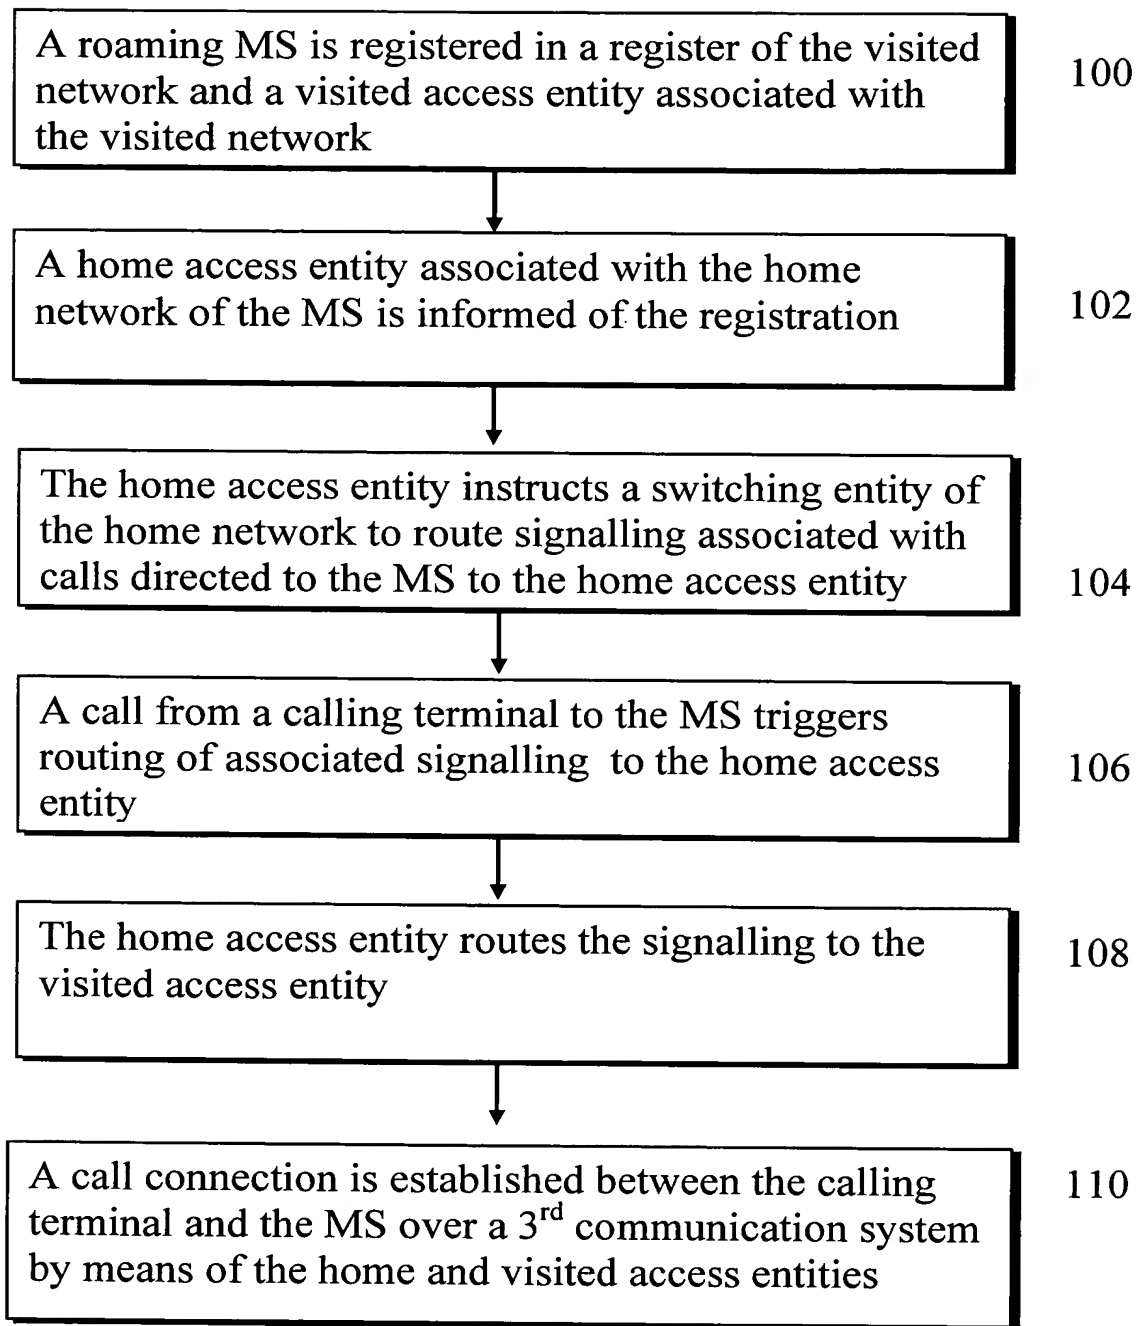 A roaming MS is registered in a register of the visited
network and a visited access entity associated with
the visited network
100
A home access entity associated with the home
network of the MS is informed of the registration
102
The home access entity instructs a switching entity of
the home network to route signalling associated with
calls directed to the MS to the home access entity
104
A call from a calling terminal to the MS triggers
routing of associated signalling to the home access
entity
106
The home access entity routes the signalling to the
visited access entity
108
A call connection is established between the calling
terminal and the MS over a 3rd communication system
by means of the home and visited access entities
110